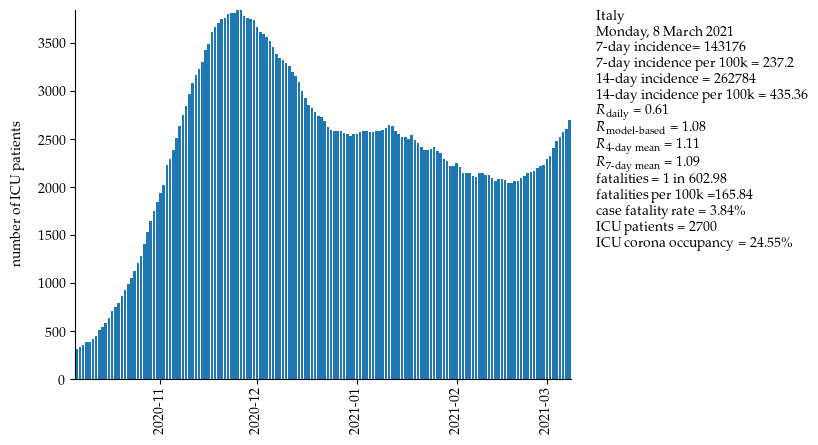 Italy
Monday, 8 March 2021
7-day incidence= 143176
7-day incidence per 100k = 237.2
14-day incidence = 262784
14-day incidence per 100k = 435.36
R daily = 0.61
R model-based = 1.08
R 4-day mean = 1.11
R 7-day mean = 1.09
fatalities = 1 in 602.98
fatalities per 100k =165.84
case fatality rate = 3.84%
ICU patients = 2700
ICU corona occupancy = 24.55%
number of ICU patients
3500
3000
2500
2000
1500
1000
500
0
2020-11
2020-12
2021-01
2021-02
2021-03